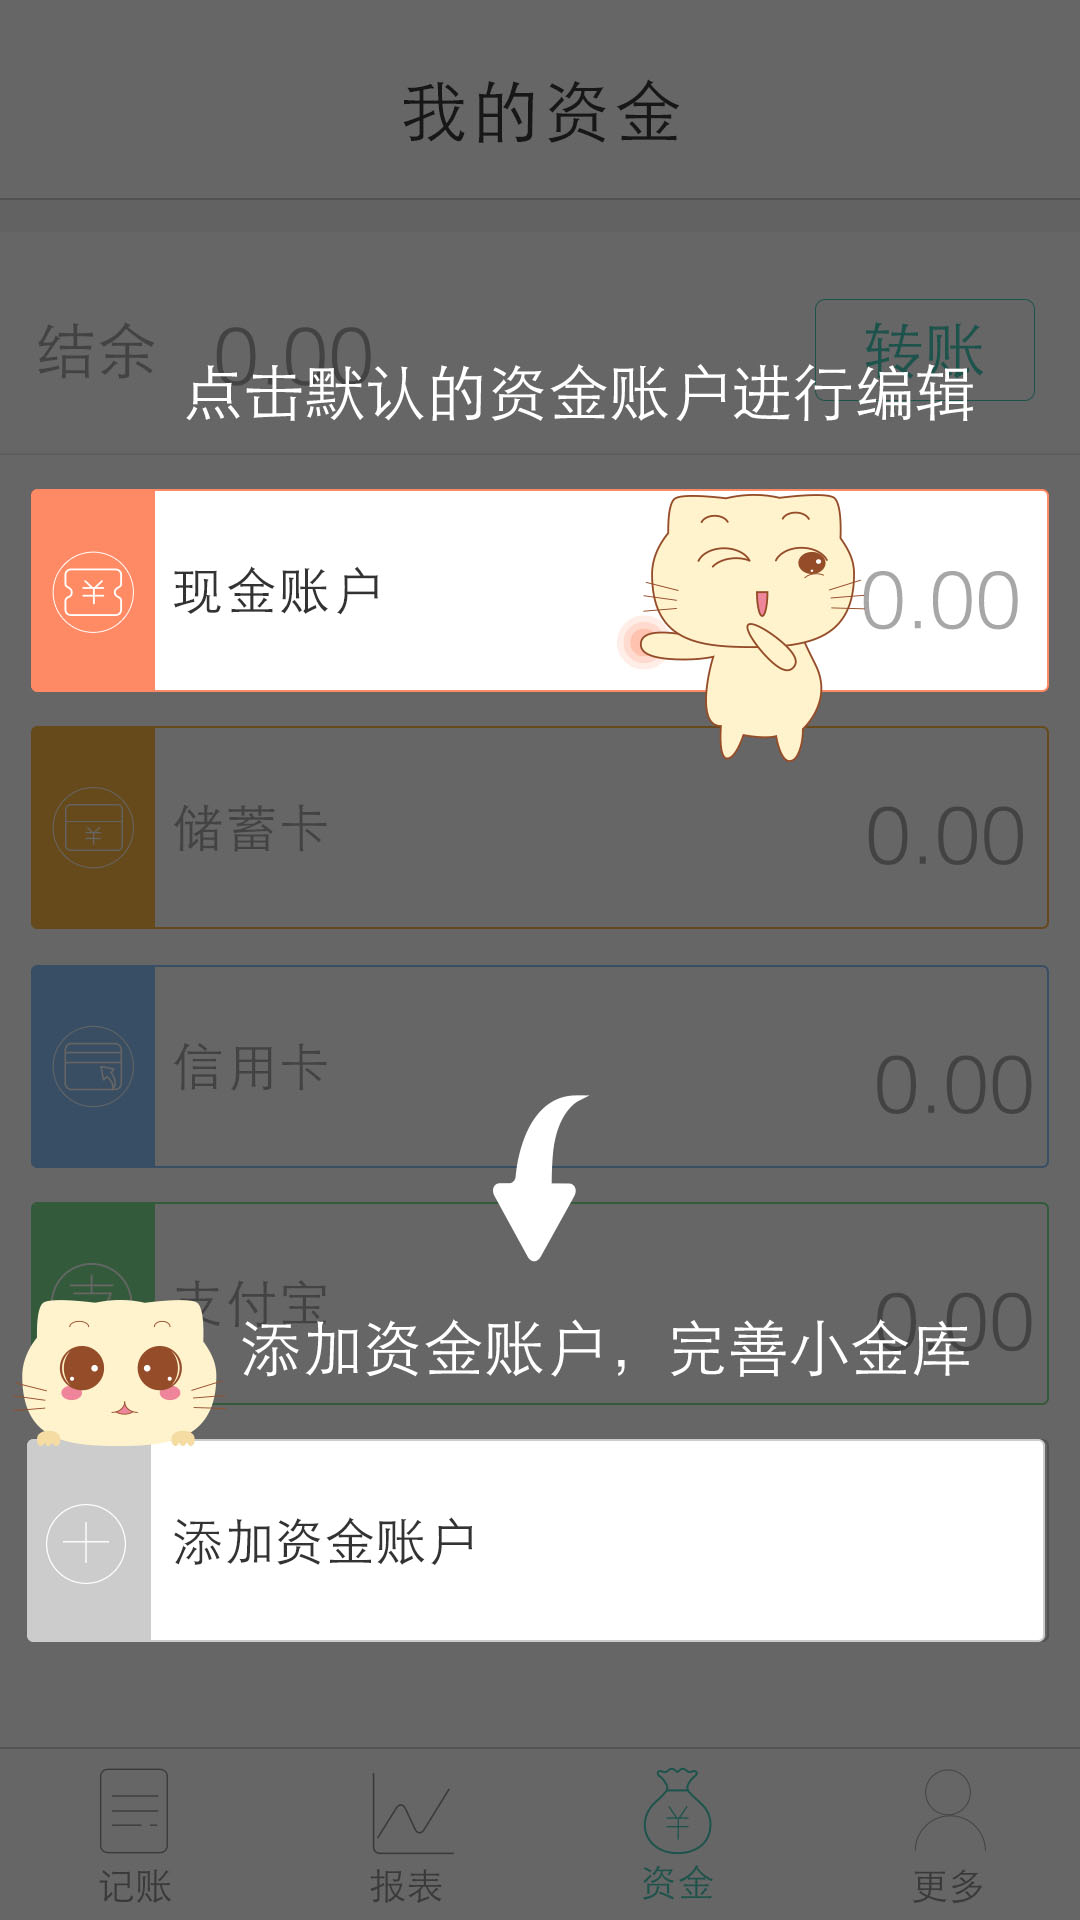 我的资金
结余 0.00 转账
点击默认的资金账户进行编辑
现金账户 0.00
储蓄卡 0.00
信用卡 0.00
支付宝 0.00
添加资金账户，完善小金库
添加资金账户
记账 报表 资金 更多